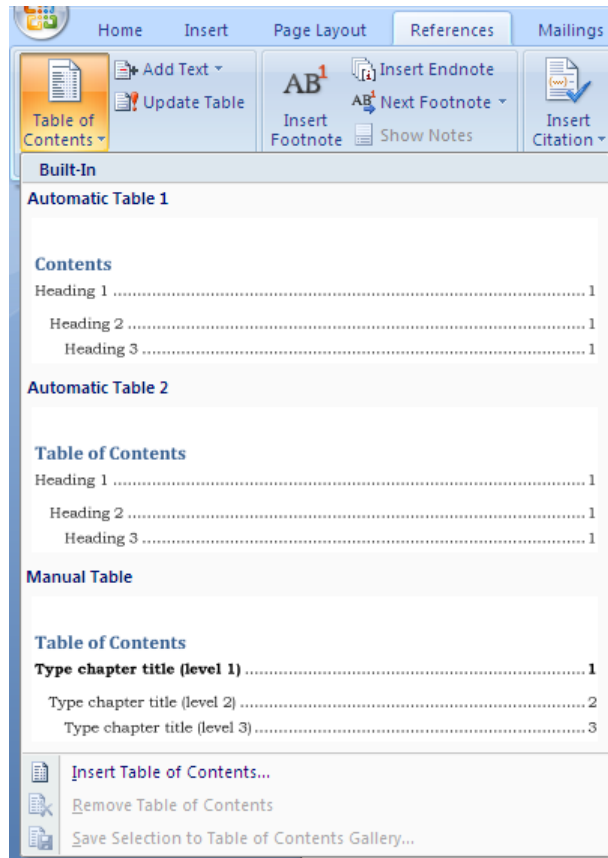 Home Insert Page Layout References Mailings
Add Text Insert Endnote
AB1 Update Table AB1 Next Footnote
Table of Contents Insert Footnote Show Notes Insert Citation
Built-In
Automatic Table 1
Contents
Heading 1 ........................................ 1
Heading 2 ........................................ 1
Heading 3 ........................................ 1
Automatic Table 2
Table of Contents
Heading 1 ........................................ 1
Heading 2 ........................................ 1
Heading 3 ........................................ 1
Manual Table
Table of Contents
Type chapter title (level 1) ........................................ 1
Type chapter title (level 2) ........................................ 2
Type chapter title (level 3) ........................................ 3
Insert Table of Contents...
Remove Table of Contents
Save Selection to Table of Contents Gallery...